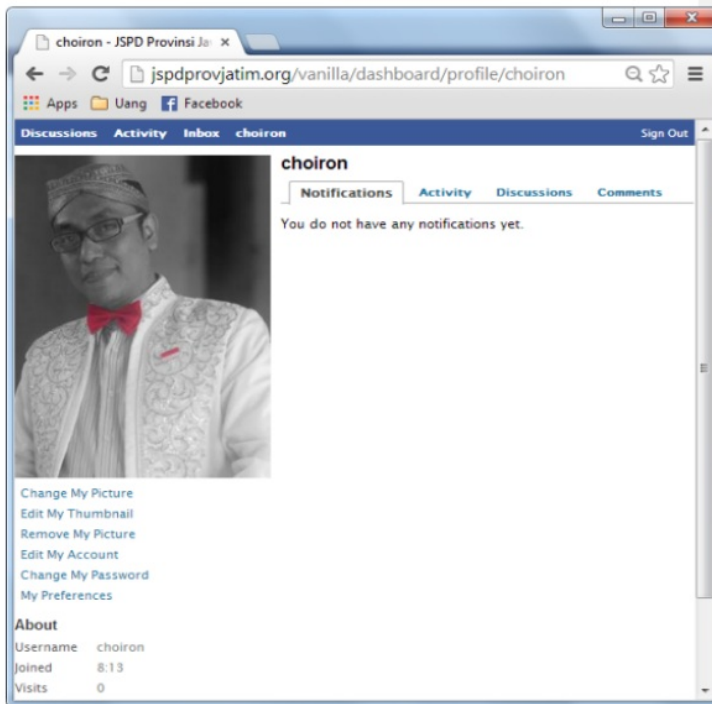 choiron - JSPD Provinsi Ja
jspdprovjatim.org/vanilla/dashboard/profile/choiron
Apps Uang Facebook
Discussions Activity Inbox choiron Sign Out
choiron
Notifications Activity Discussions Comments
You do not have any notifications yet.
Change My Picture
Edit My Thumbnail
Remove My Picture
Edit My Account
Change My Password
My Preferences
About
Username choiron
Joined 8:13
Visits 0